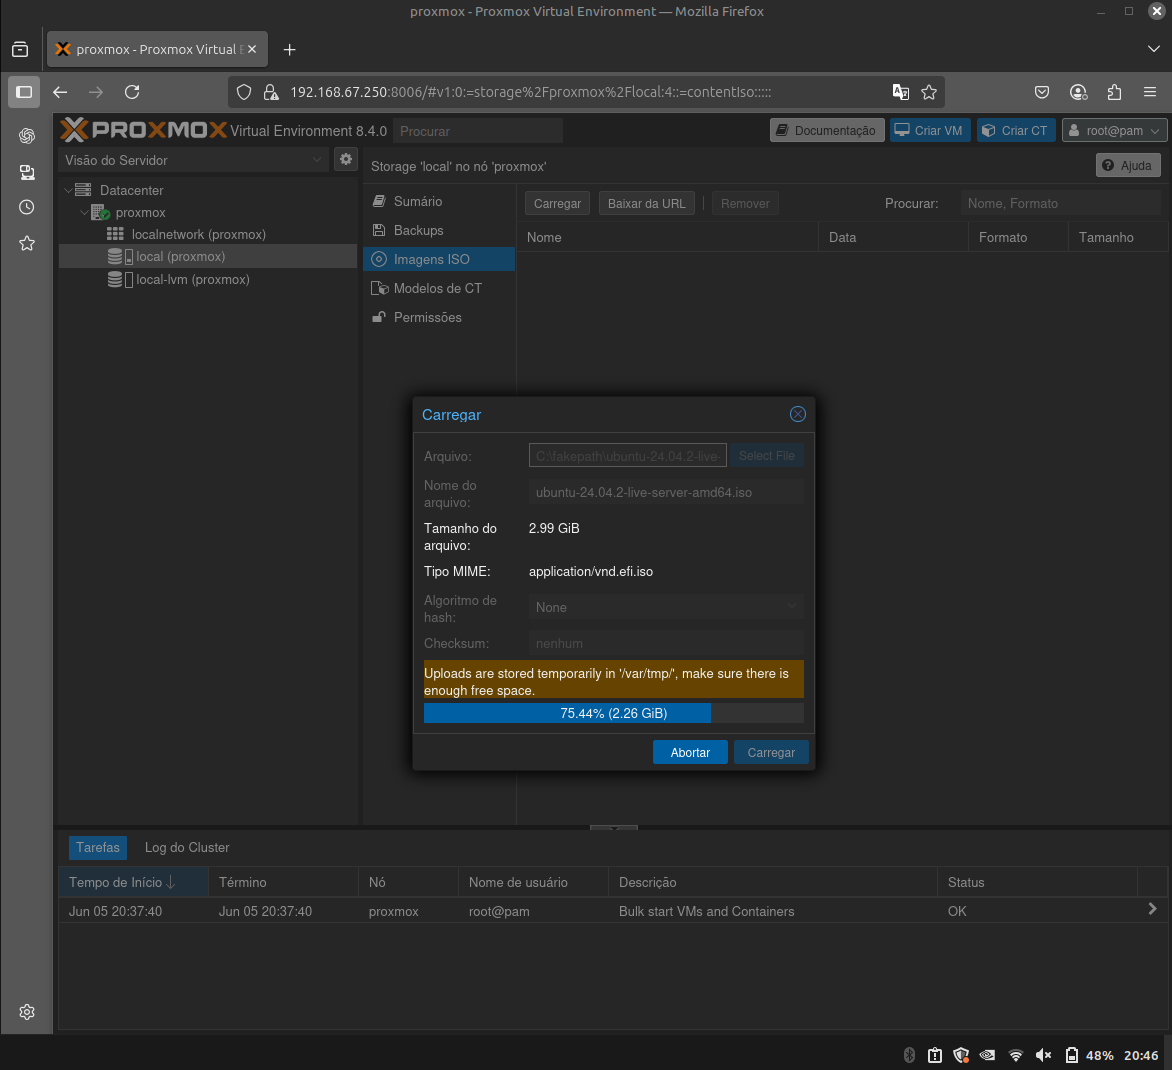 proxmox - Proxmox Virtual Environment — Mozilla Firefox
proxmox - Proxmox Virtual E
192.168.67.250:8006/#v1:0:=storage%2Fproxmox%2Flocal:4::=contentIso:::::
PROXMOX Virtual Environment 8.4.0 Procurar Documentação Criar VM Criar CT root@pam
Visão do Servidor
Storage 'local' no nó 'proxmox' Ajuda
Datacenter
proxmox
localnetwork (proxmox)
local (proxmox)
local-lvm (proxmox)
Sumário
Backups
Imagens ISO
Modelos de CT
Permissões
Carregar Baixar da URL Remover Procurar: Nome, Formato
Nome Data Formato Tamanho
Carregar
Arquivo: C:\fakepath\ubuntu-24.04.2-live- Select File
Nome do
arquivo: ubuntu-24.04.2-live-server-amd64.iso
Tamanho do
arquivo: 2.99 GiB
Tipo MIME: application/vnd.efi.iso
Algoritmo de
hash: None
Checksum: nenhum
Uploads are stored temporarily in '/var/tmp/', make sure there is
enough free space.
75.44% (2.26 GiB)
Abortar Carregar
Tarefas Log do Cluster
Tempo de Início Término Nó Nome de usuário Descrição Status
Jun 05 20:37:40 Jun 05 20:37:40 proxmox root@pam Bulk start VMs and Containers OK
48% 20:46